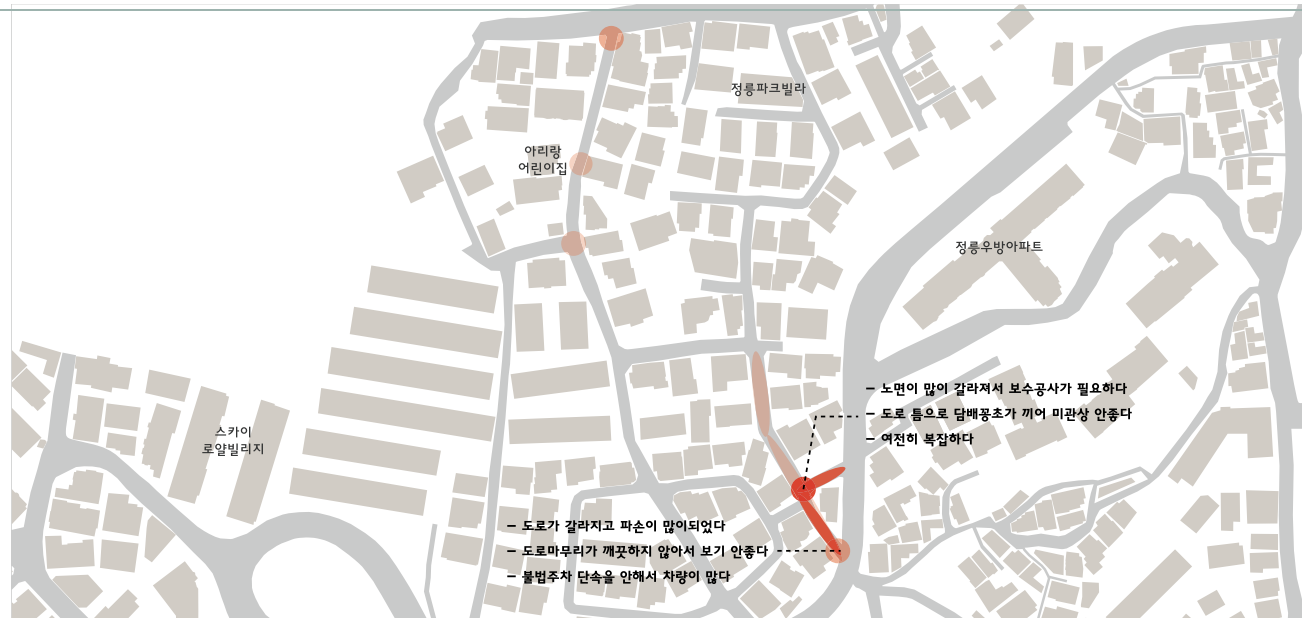 정릉파크빌라
아리랑
어린이집
정릉우방아파트
스카이
로얄빌리지
– 노면이 많이 갈라져서 보수공사가 필요하다
– 도로 틈으로 담배꽁초가 끼어 미관상 안좋다
– 여전히 복잡하다
– 도로가 갈라지고 파손이 많이되었다
– 도로마무리가 깨끗하지 않아서 보기 안좋다
– 불법주차 단속을 안해서 차량이 많다